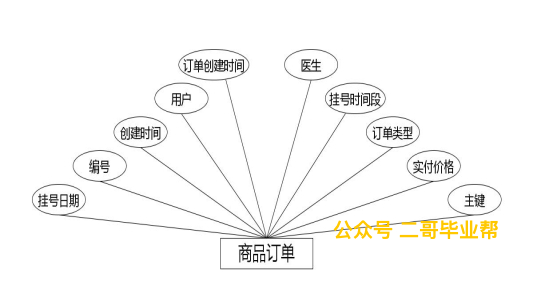 订单创建时间
医生
用户
挂号时间段
创建时间
订单类型
编号
实付价格
挂号日期
主键
公众号 二哥毕业帮
商品订单